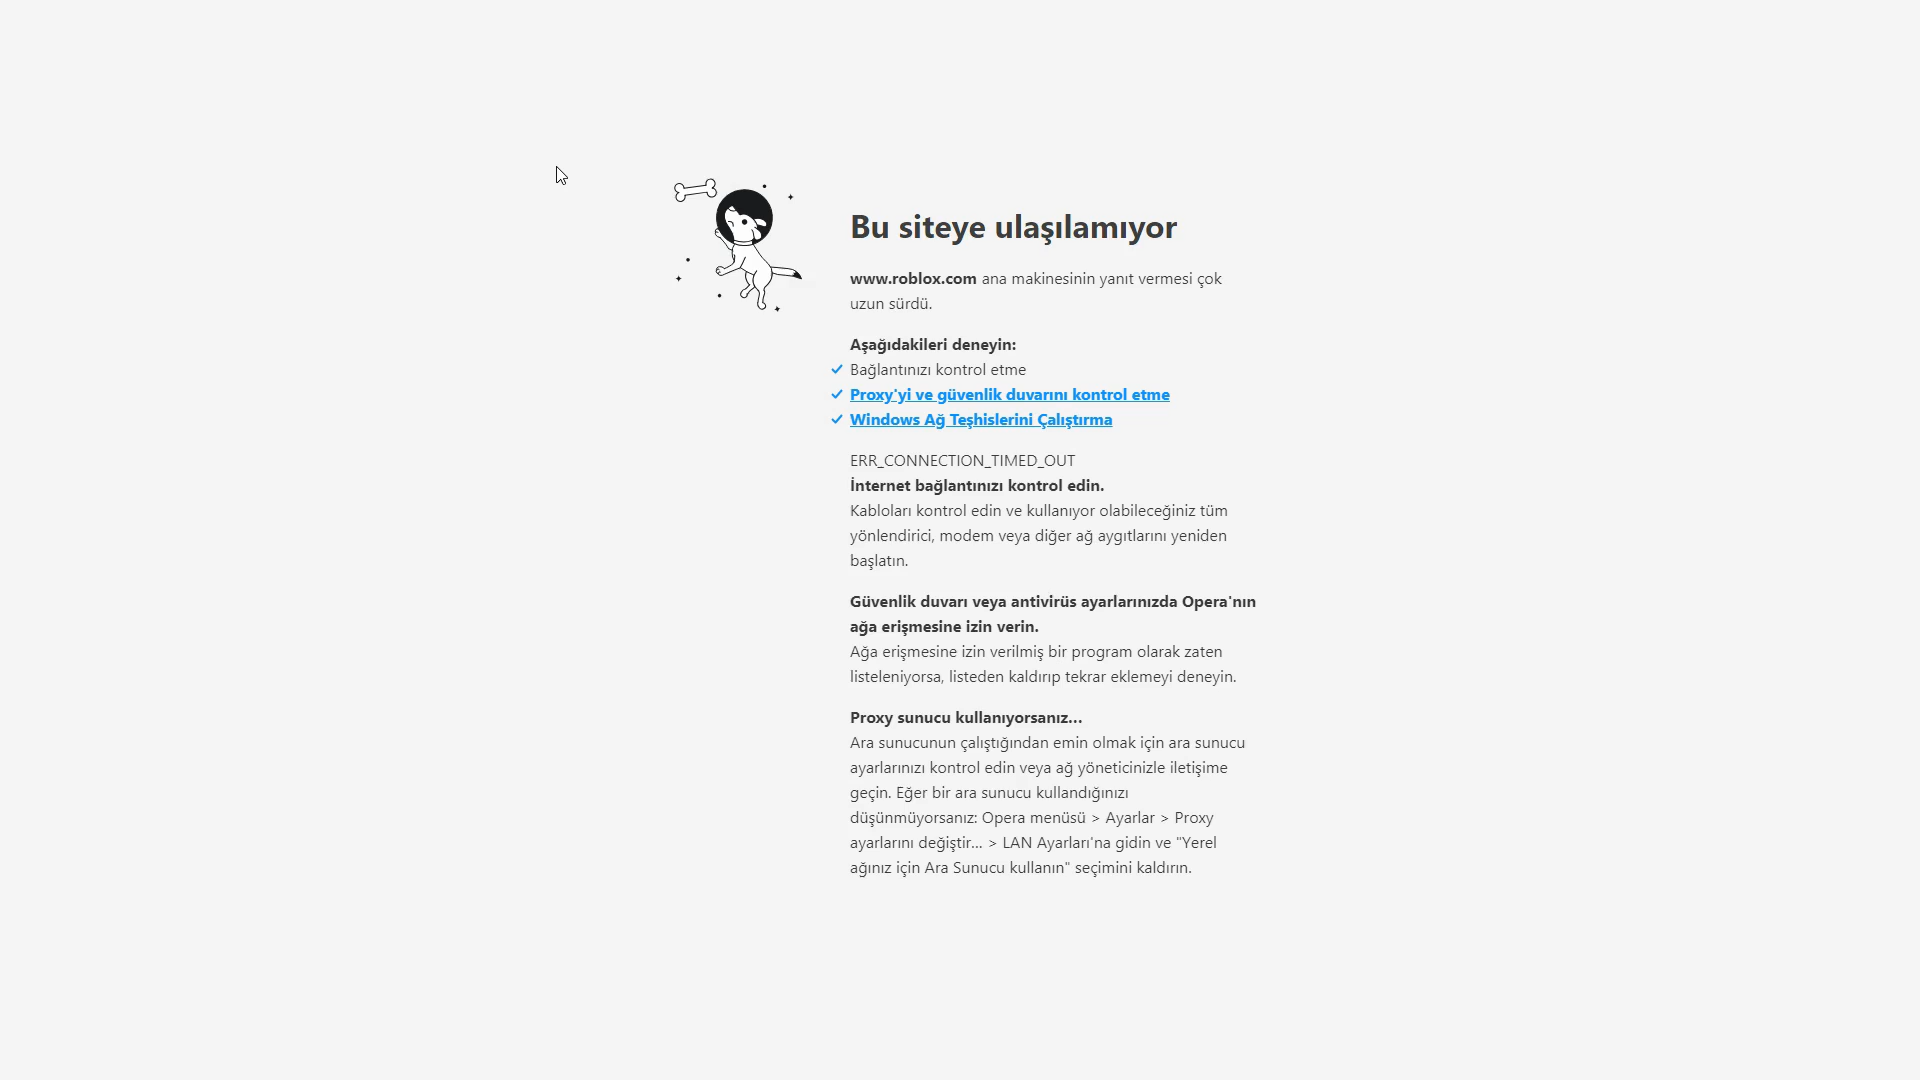 Bu siteye ulaşılamıyor
www.roblox.com ana makinesinin yanıt vermesi çok
uzun sürdü.
Aşağıdakileri deneyin:
Bağlantınızı kontrol etme
Proxy'yi ve güvenlik duvarını kontrol etme
Windows Ağ Teşhislerini Çalıştırma
ERR_CONNECTION_TIMED_OUT
İnternet bağlantınızı kontrol edin.
Kabloları kontrol edin ve kullanıyor olabileceğiniz tüm
yönlendirici, modem veya diğer ağ aygıtlarını yeniden
başlatın.
Güvenlik duvarı veya antivirüs ayarlarınızda Opera'nın
ağa erişmesine izin verin.
Ağa erişmesine izin verilmiş bir program olarak zaten
listeleniyorsa, listeden kaldırıp tekrar eklemeyi deneyin.
Proxy sunucu kullanıyorsanız…
Ara sunucunun çalıştığından emin olmak için ara sunucu
ayarlarınızı kontrol edin veya ağ yöneticinizle iletişime
geçin. Eğer bir ara sunucu kullandığınızı
düşünmüyorsanız: Opera menüsü > Ayarlar > Proxy
ayarlarını değiştir… > LAN Ayarları'na gidin ve "Yerel
ağınız için Ara Sunucu kullanın" seçimini kaldırın.